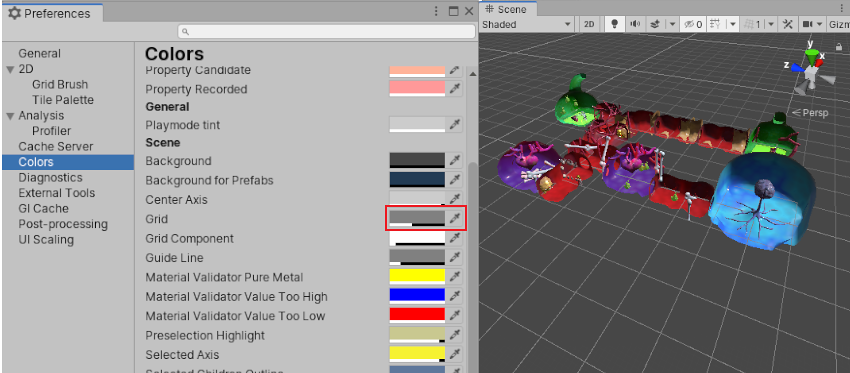 Preferences
General
2D
Grid Brush
Tile Palette
Analysis
Profiler
Cache Server
Colors
Diagnostics
External Tools
GI Cache
Post-processing
UI Scaling
Colors
Property Candidate
Property Recorded
General
Playmode tint
Scene
Background
Background for Prefabs
Center Axis
Grid
Grid Component
Guide Line
Material Validator Pure Metal
Material Validator Value Too High
Material Validator Value Too Low
Preselection Highlight
Selected Axis
Selected Children Outline
Scene
Shaded 2D 0 1 Gizm
y
x
z
Persp